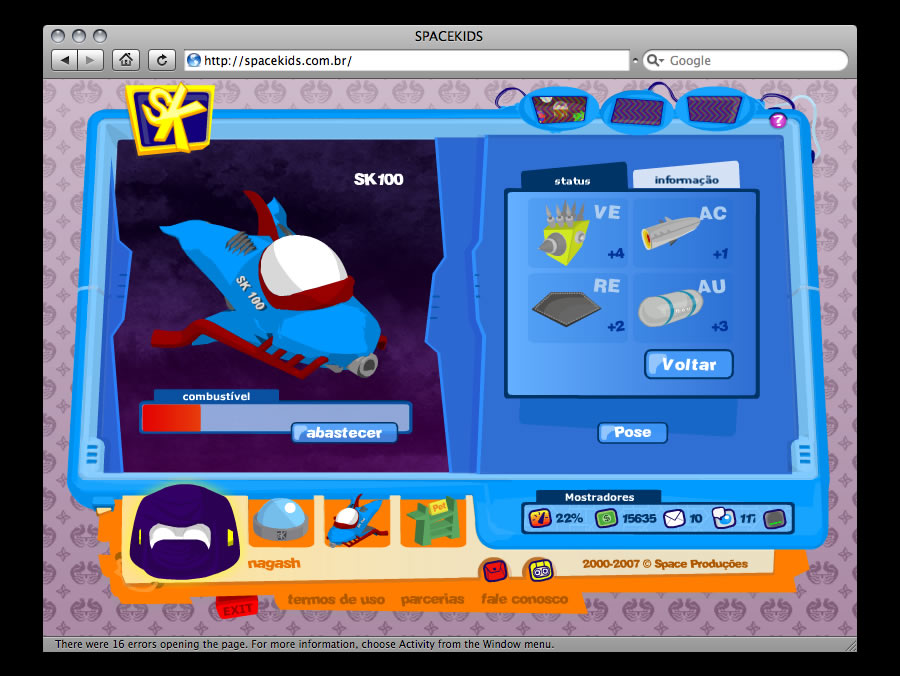 SPACEKIDS
http://spacekids.com.br/
Google
SK
?
SK100
status
informação
VE
+4
AC
+1
SK 100
RE
+2
AU
+3
Voltar
combustível
abastecer
Pose
Mostradores
22%
15635
10
Pet
nagash
2000-2007 © Space Produções
termos de uso
parcerias
fale conosco
EXIT
There were 16 errors opening the page. For more information, choose Activity from the Window menu.